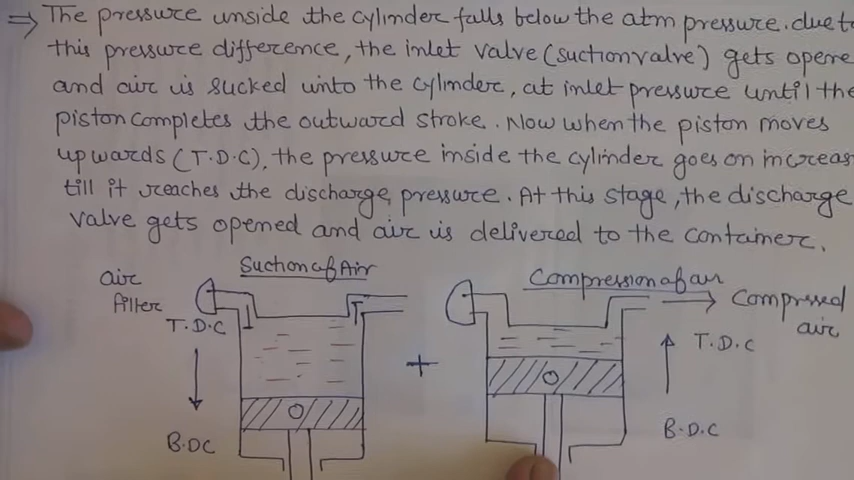 ⇒ The pressure inside the cylinder falls below the atm pressure. due to
this pressure difference, the inlet valve (suction valve) gets opene
and air is sucked into the cylinder, at inlet pressure until the
piston completes the outward stroke. Now when the piston moves
upwards (T.D.C), the pressure inside the cylinder goes on increas
till it reaches the discharge pressure. At this stage, the discharge
valve gets opened and air is delivered to the container.
Suction of Air
Compression of air
air
filter
T.D.C
B.DC
+
Compressed
air
T.D.C
B.D.C